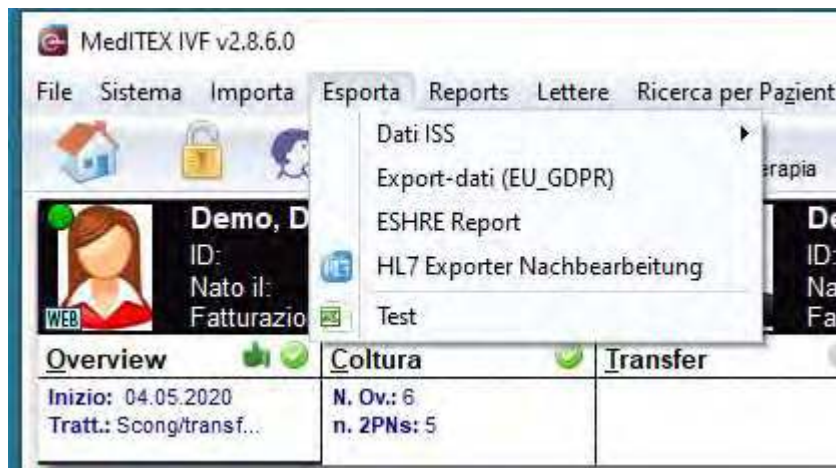 MedITEX IVF v2.8.6.0
File Sistema Importa Esporta Reports Lettere Ricerca per Pazient
Dati ISS
Export-dati (EU_GDPR)
erapia
ESHRE Report
HL7 Exporter Nachbearbeitung
Test
Demo, D
ID:
Nato il:
Fatturazio
WEB
De
ID:
Na
Fa
Overview Coltura Transfer
Inizio: 04.05.2020
Tratt.: Scong/transf...
N. Ov.: 6
n. 2PNs: 5